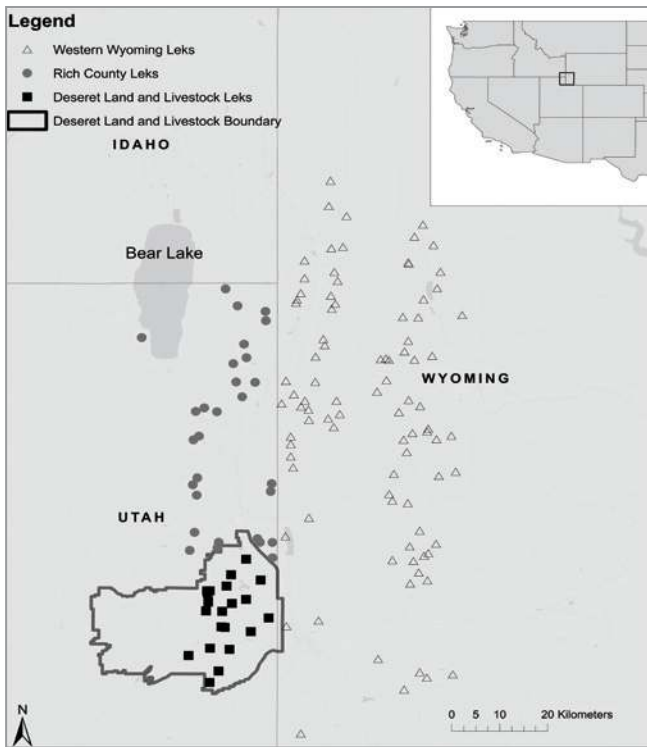 Legend
Western Wyoming Leks
Rich County Leks
Deseret Land and Livestock Leks
Deseret Land and Livestock Boundary
IDAHO
Bear Lake
WYOMING
UTAH
N
0 5 10 20 Kilometers